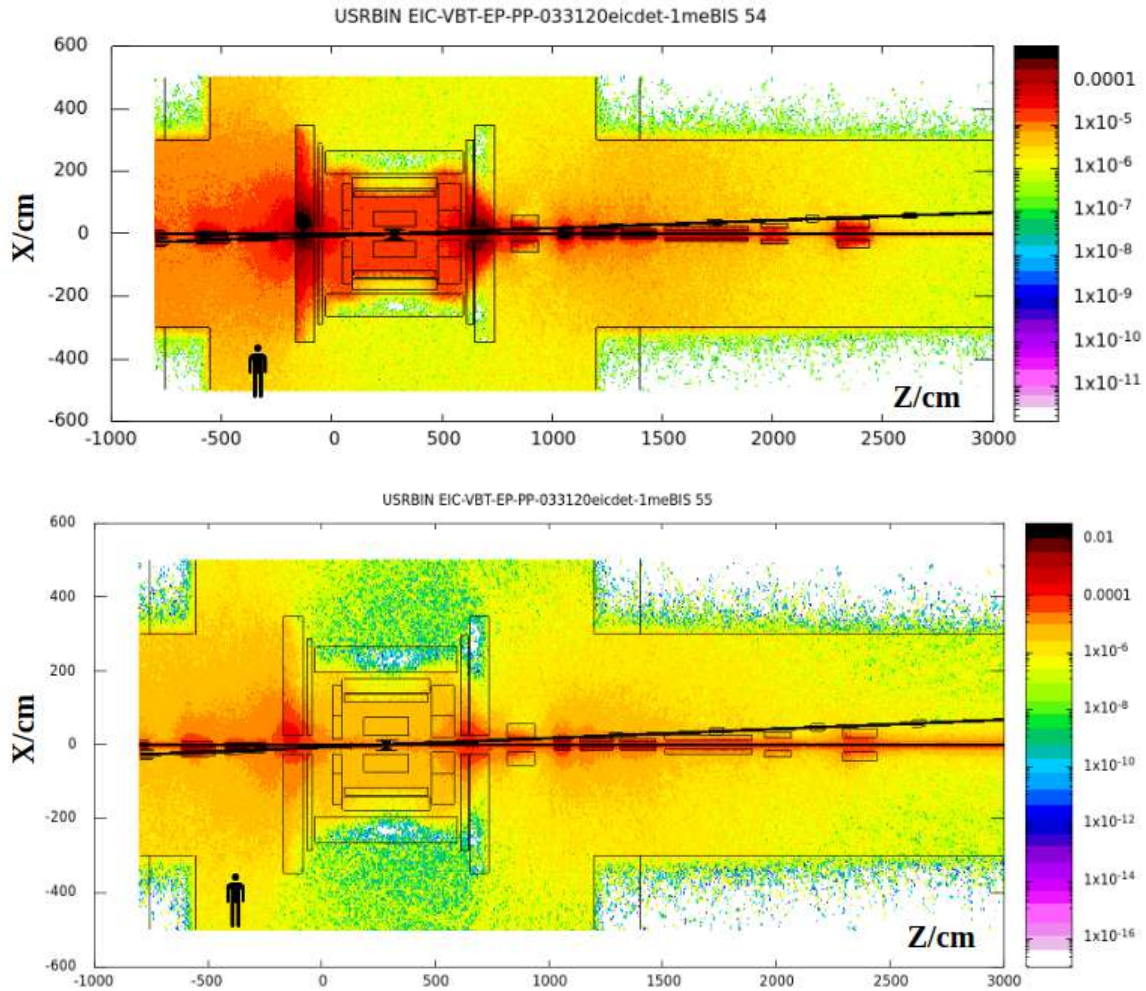 USRBIN EIC-VBT-EP-PP-033120eicdet-1meBIS 54
600
400
200
0
-200
-400
-600
X/cm
Z/cm
-1000 -500 0 500 1000 1500 2000 2500 3000
0.0001
1x10⁻⁵
1x10⁻⁶
1x10⁻⁷
1x10⁻⁸
1x10⁻⁹
1x10⁻¹⁰
1x10⁻¹¹
USRBIN EIC-VBT-EP-PP-033120eicdet-1meBIS 55
600
400
200
0
-200
-400
-600
X/cm
Z/cm
-1000 -500 0 500 1000 1500 2000 2500 3000
0.01
0.0001
1x10⁻⁶
1x10⁻⁸
1x10⁻¹⁰
1x10⁻¹²
1x10⁻¹⁴
1x10⁻¹⁶